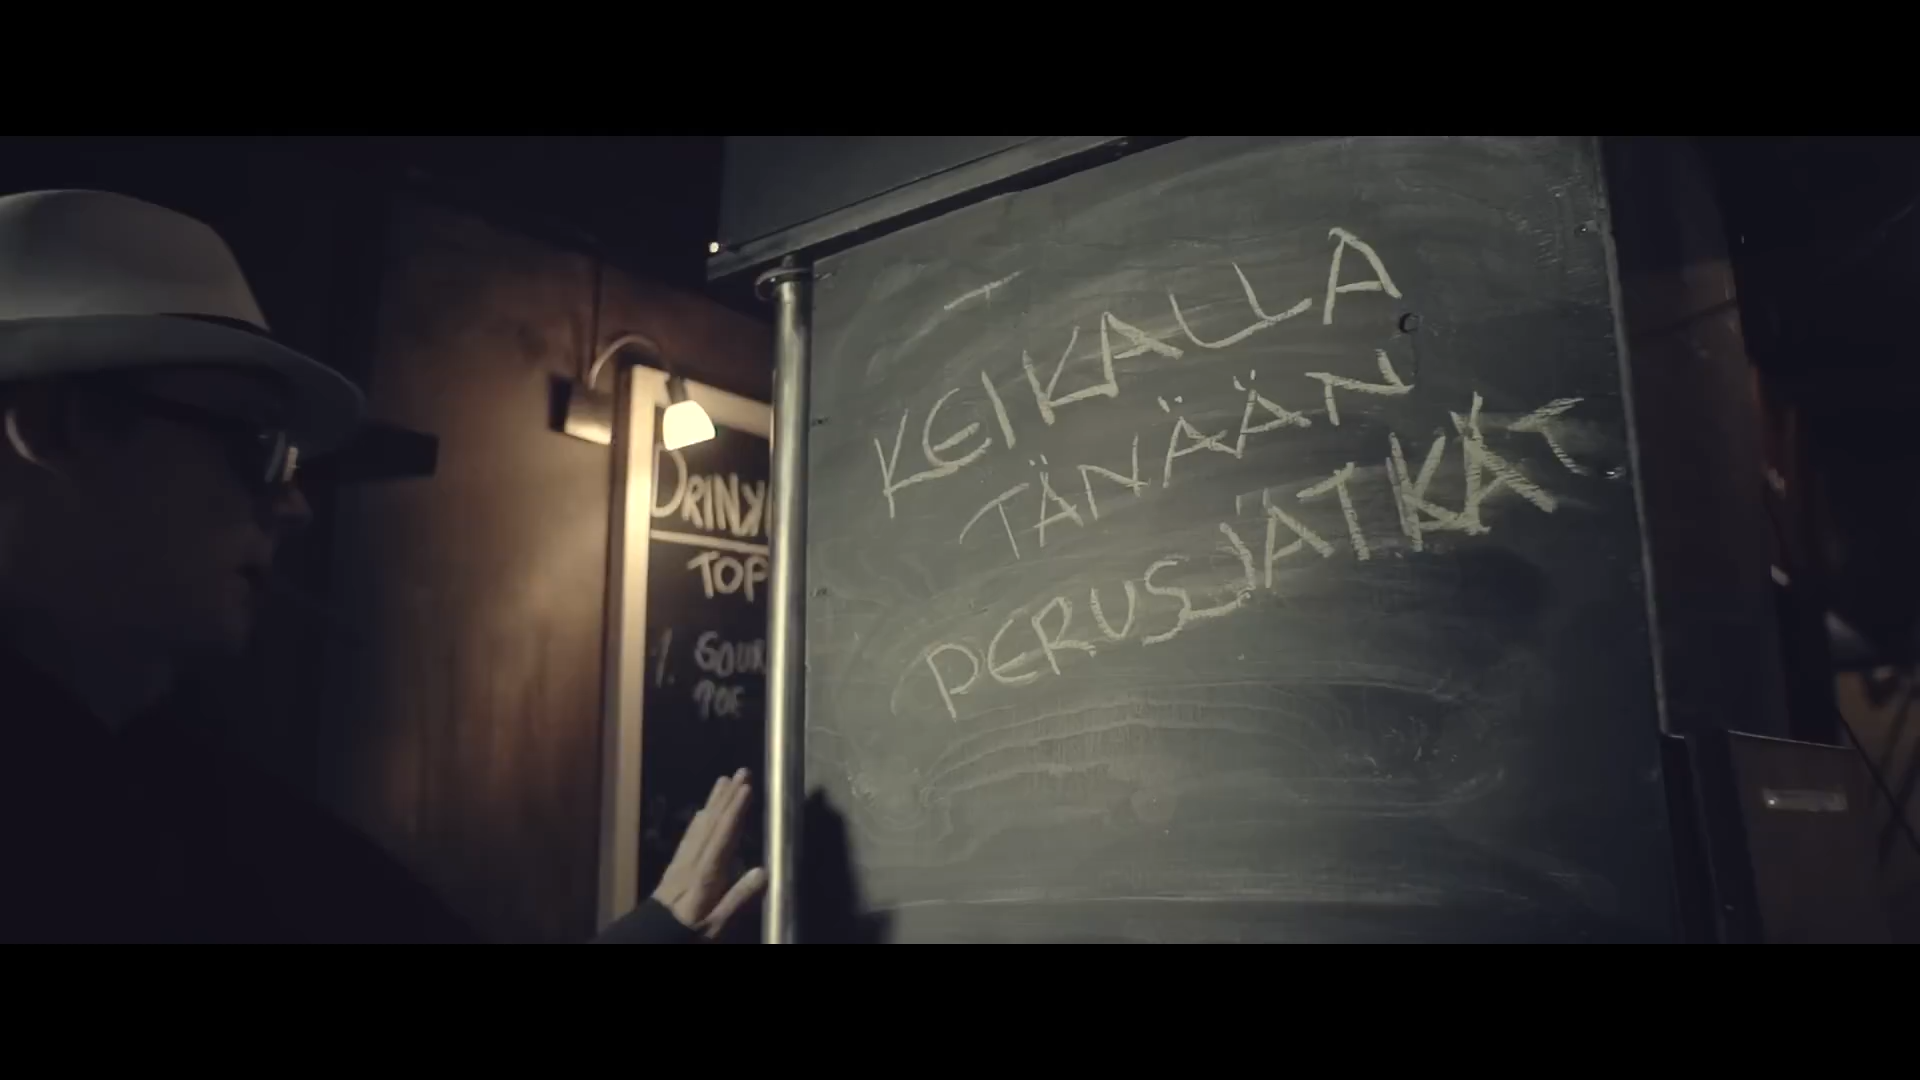 KEIKALLA
TÄNÄÄN
PERUSJÄTKÄT
DRINK
TOP
1.